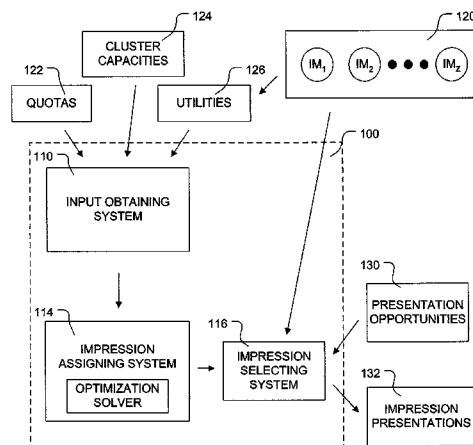 124
120
CLUSTER
CAPACITIES
IM1 IM2 IMZ
122
126
QUOTAS
UTILITIES
100
110
INPUT OBTAINING
SYSTEM
130
PRESENTATION
OPPORTUNITIES
114
116
IMPRESSION
ASSIGNING SYSTEM
OPTIMIZATION
SOLVER
IMPRESSION
SELECTING
SYSTEM
132
IMPRESSION
PRESENTATIONS